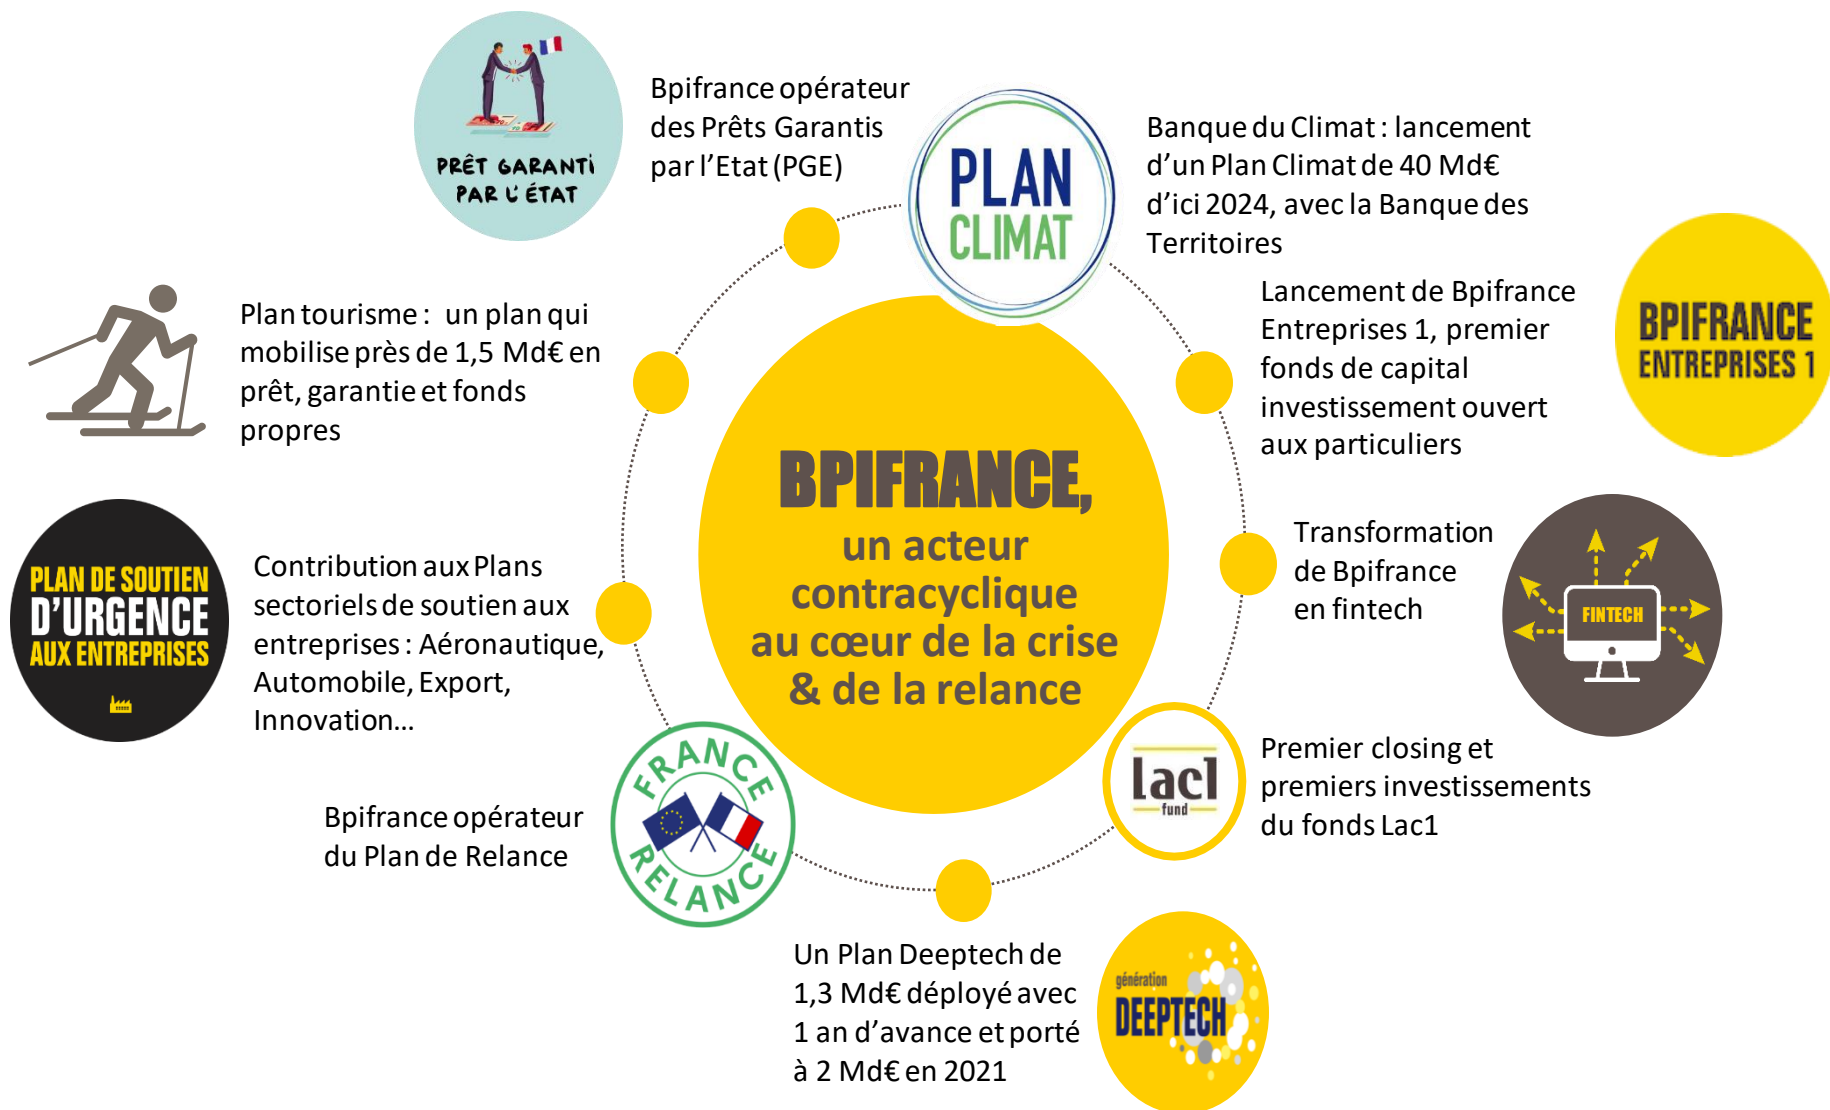 PRÊT GARANTI
PAR L'ÉTAT
Bpifrance opérateur
des Prêts Garantis
par l’Etat (PGE)
PLAN
CLIMAT
Banque du Climat : lancement
d’un Plan Climat de 40 Md€
d’ici 2024, avec la Banque des
Territoires
Lancement de Bpifrance
Entreprises 1, premier
fonds de capital
investissement ouvert
aux particuliers
BPIFRANCE
ENTREPRISES 1
Plan tourisme : un plan qui
mobilise près de 1,5 Md€ en
prêt, garantie et fonds
propres
BPIFRANCE,
un acteur
contracyclique
au cœur de la crise
& de la relance
Transformation
de Bpifrance
en fintech
FINTECH
PLAN DE SOUTIEN
D'URGENCE
AUX ENTREPRISES
Contribution aux Plans
sectoriels de soutien aux
entreprises : Aéronautique,
Automobile, Export,
Innovation…
lac1
fund
Premier closing et
premiers investissements
du fonds Lac1
Bpifrance opérateur
du Plan de Relance
FRANCE
RELANCE
Un Plan Deeptech de
1,3 Md€ déployé avec
1 an d’avance et porté
à 2 Md€ en 2021
génération
DEEPTECH